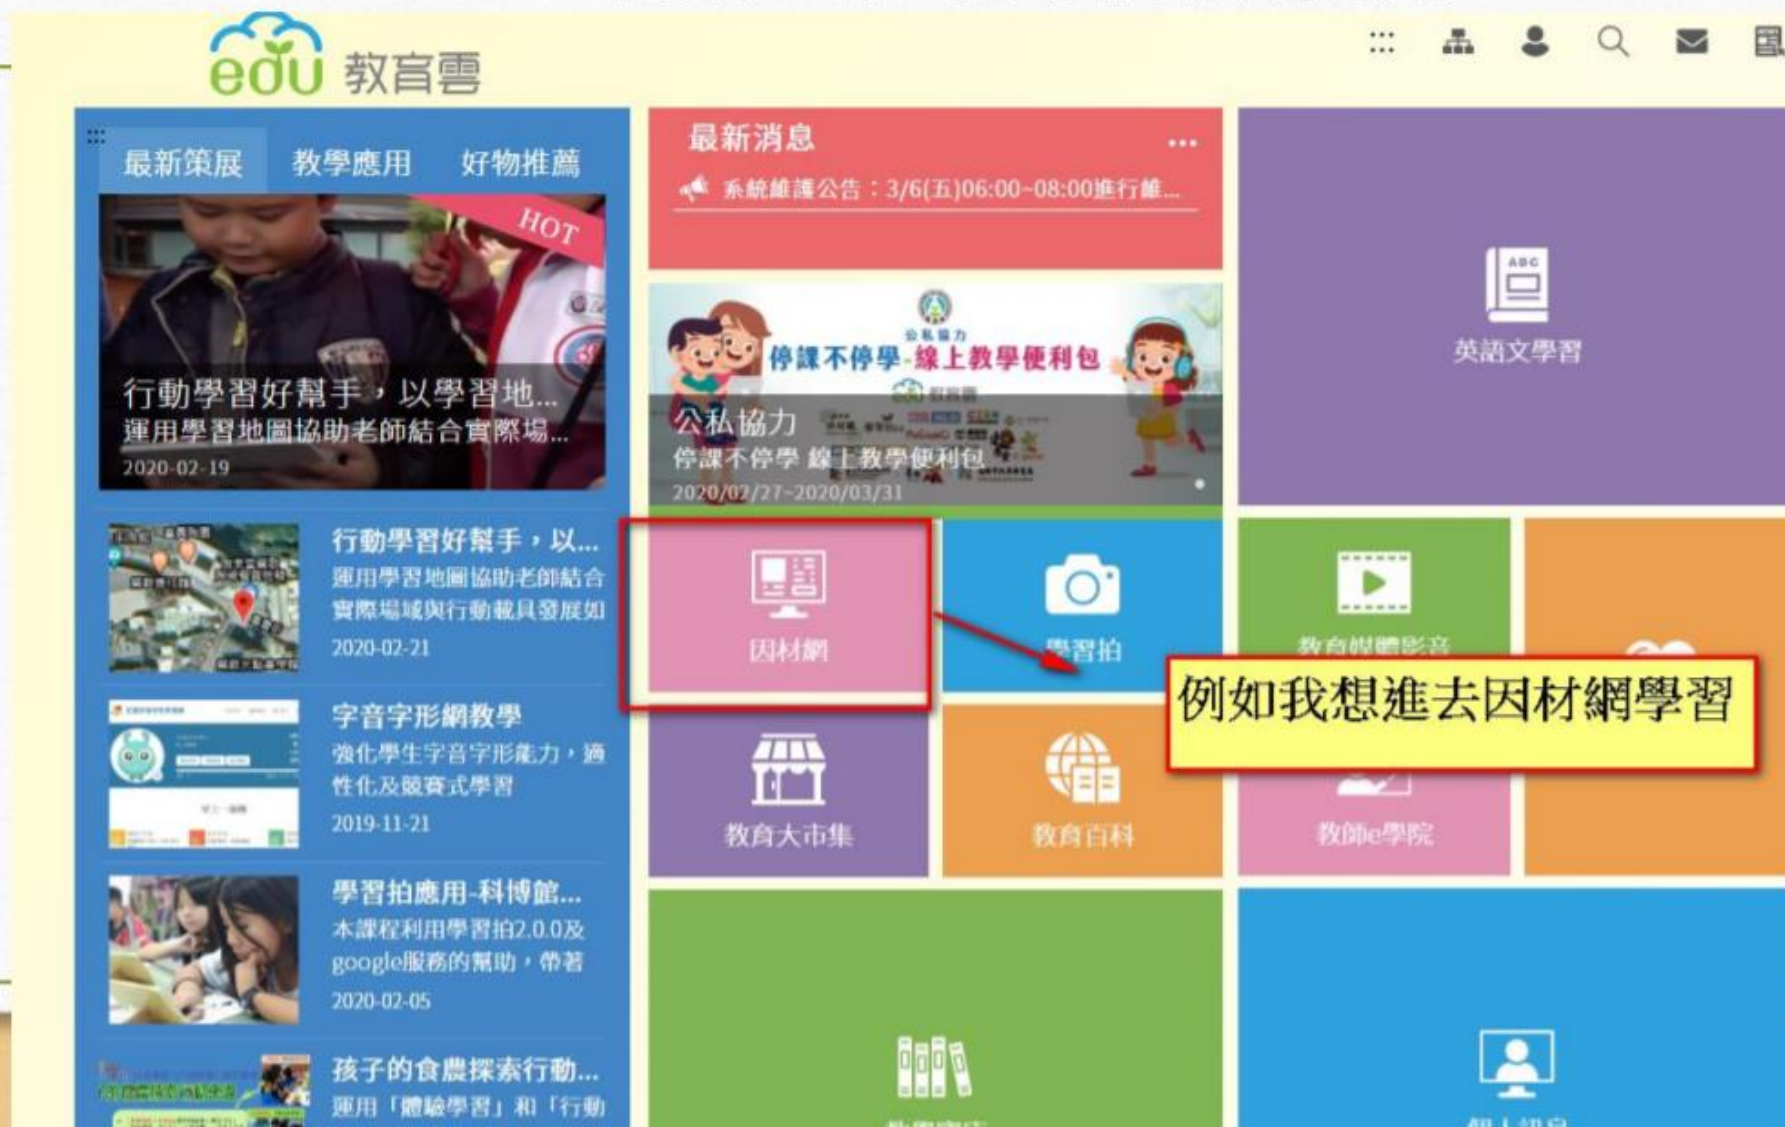 edu 教育雲
最新策展 教學應用 好物推薦
HOT
行動學習好幫手，以學習地...
運用學習地圖協助老師結合實際場...
2020-02-19
行動學習好幫手，以...
運用學習地圖協助老師結合
實際場域與行動載具發展如
2020-02-21
字音字形網教學
強化學生字音字形能力，適
性化及競賽式學習
2019-11-21
學習拍應用-科博館...
本課程利用學習拍2.0.0及
google服務的幫助，帶著
2020-02-05
孩子的食農探索行動...
運用「體驗學習」和「行動
最新消息
系統維護公告：3/6(五)06:00~08:00進行維...
公私協力
停課不停學-線上教學便利包
edu 教育雲
公私協力
停課不停學 線上教學便利包
2020/02/27~2020/03/31
ABC
英語文學習
因材網
學習拍
教育媒體影音
例如我想進去因材網學習
教育大市集
教育百科
教師e學院